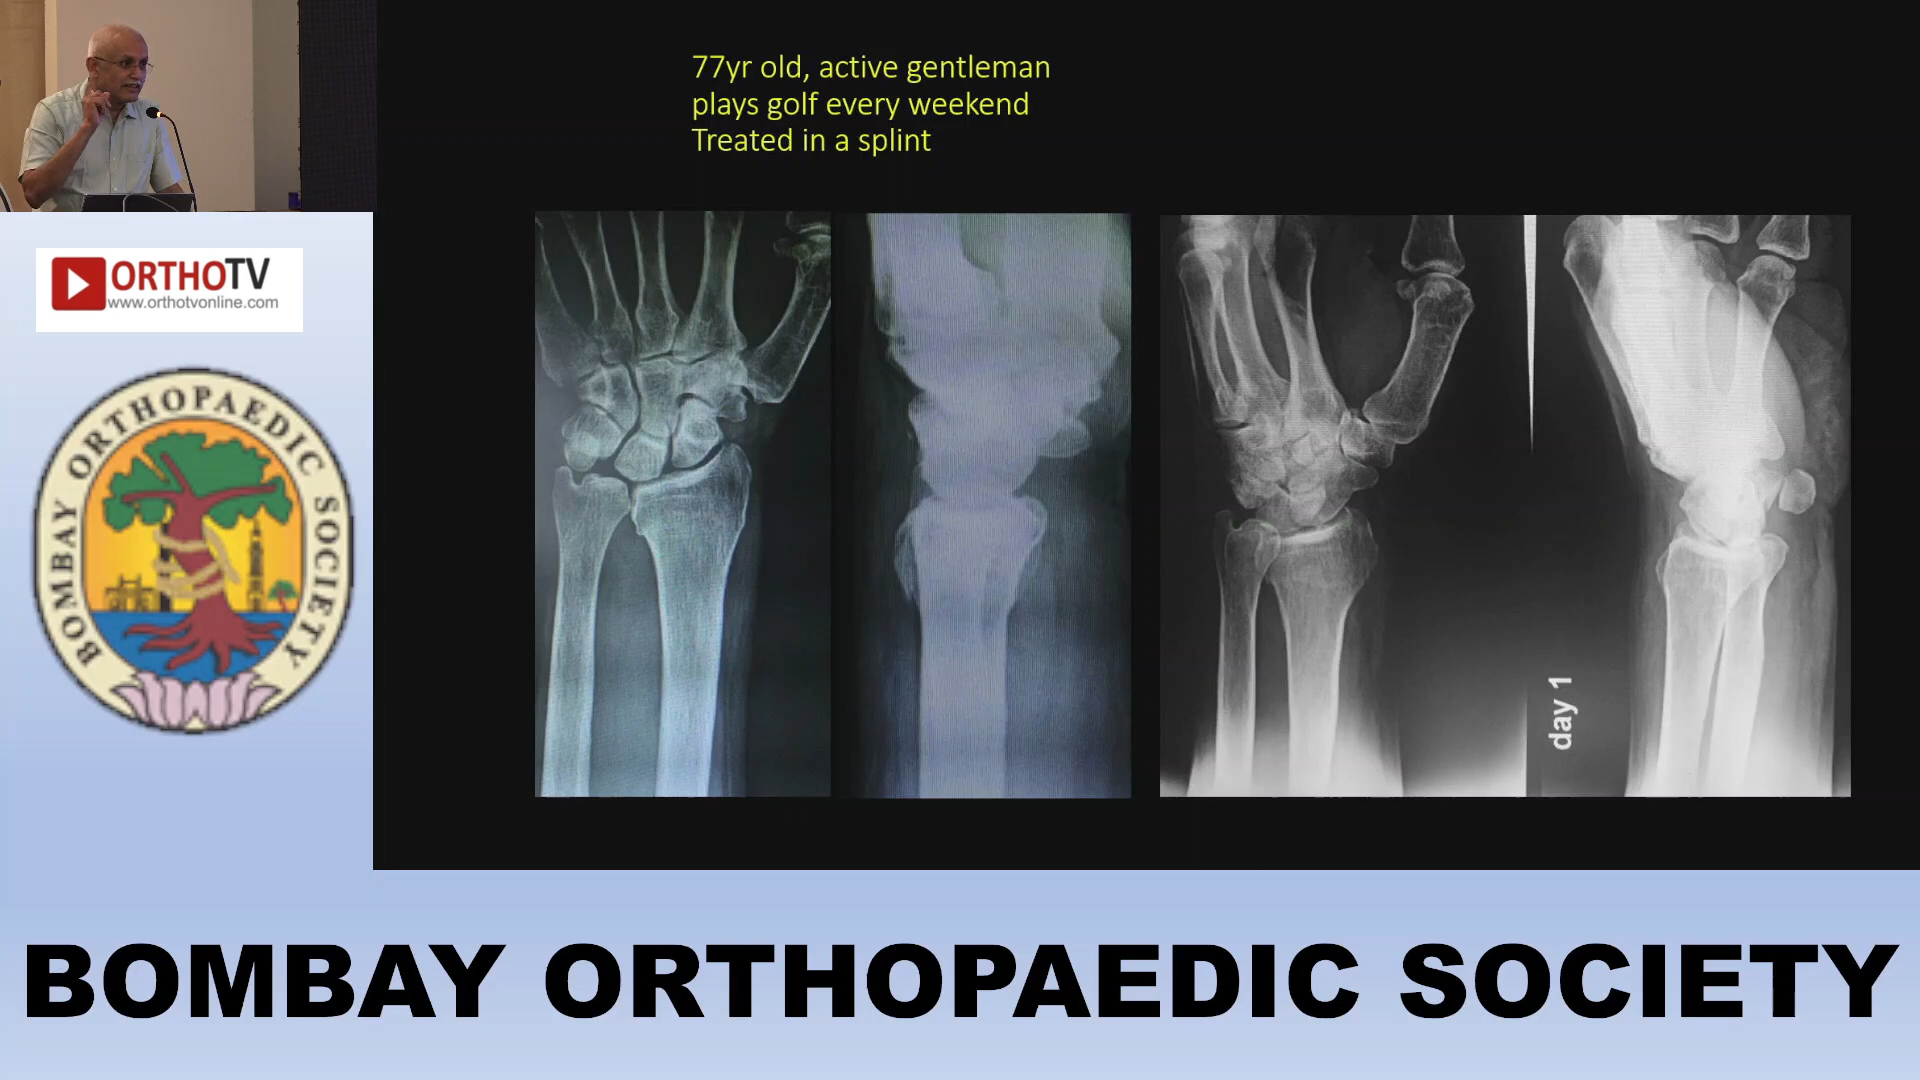 77yr old, active gentleman
plays golf every weekend
Treated in a splint
ORTHOTV
www.orthotvonline.com
BOMBAY ORTHOPAEDIC SOCIETY
day 1
BOMBAY ORTHOPAEDIC SOCIETY